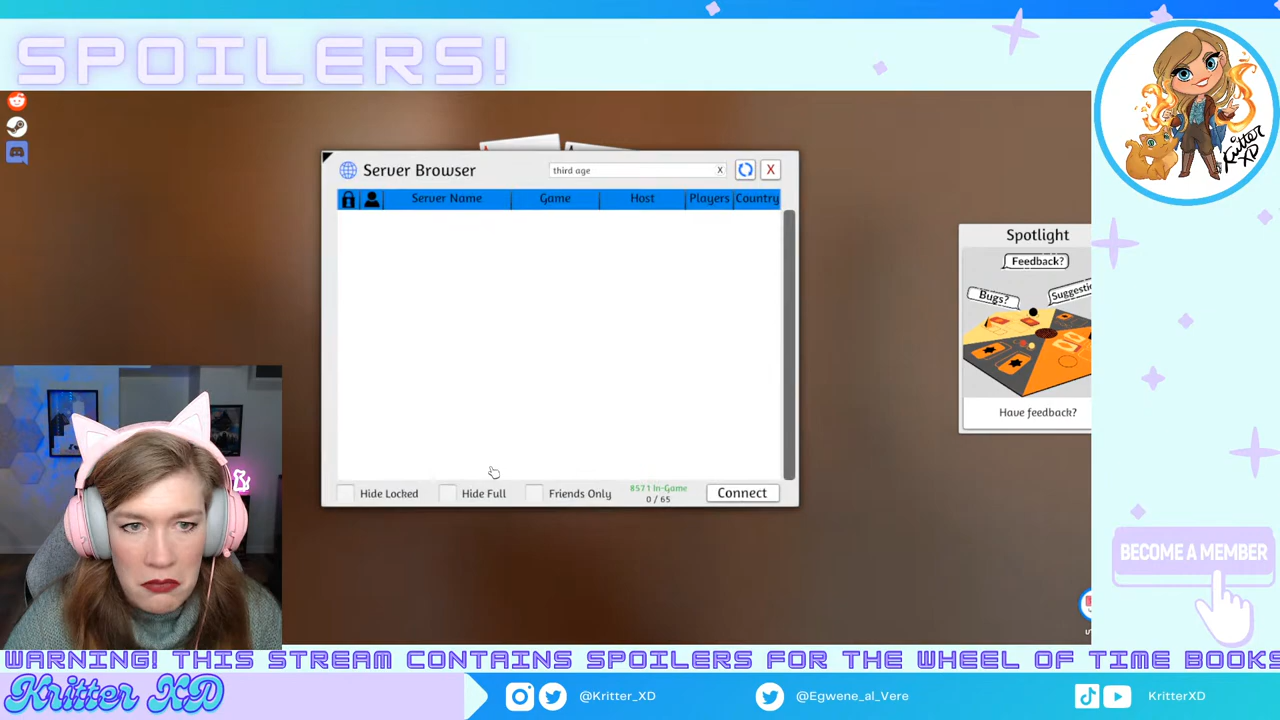 SPOILERS!
Kritter XD
Server Browser
third age
X
X
Server Name Game Host Players Country
Spotlight
Feedback?
Bugs?
Have feedback?
Hide Locked
Hide Full
Friends Only
8571 In-Game
0 / 65
Connect
BECOME A MEMBER
WARNING! THIS STREAM CONTAINS SPOILERS FOR THE WHEEL OF TIME BOOKS
Kritter XD
@Kritter_XD
@Egwene_al_Vere
KritterXD